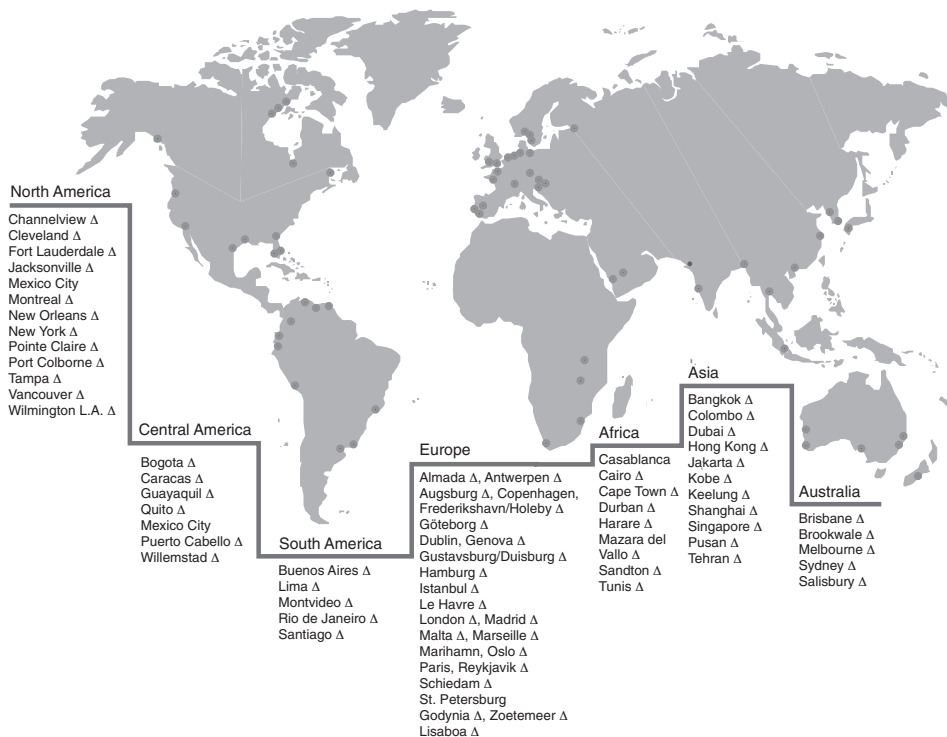 North America
Channelview Δ
Cleveland Δ
Fort Lauderdale Δ
Jacksonville Δ
Mexico City
Montreal Δ
New Orleans Δ
New York Δ
Pointe Claire Δ
Port Colborne Δ
Tampa Δ
Vancouver Δ
Wilmington L.A. Δ
Central America
Bogota Δ
Caracas Δ
Guayaquil Δ
Quito Δ
Mexico City
Puerto Cabello Δ
Willemstad Δ
South America
Buenos Aires Δ
Lima Δ
Montvideo Δ
Rio de Janeiro Δ
Santiago Δ
Europe
Almada Δ, Antwerpen Δ
Augsburg Δ, Copenhagen,
Frederikshavn/Holeby Δ
Göteborg Δ
Dublin, Genova Δ
Gustavsburg/Duisburg Δ
Hamburg Δ
Istanbul Δ
Le Havre Δ
London Δ, Madrid Δ
Malta Δ, Marseille Δ
Marihamn, Oslo Δ
Paris, Reykjavik Δ
Schiedam Δ
St. Petersburg
Godynia Δ, Zoetemeer Δ
Lisaboa Δ
Africa
Casablanca
Cairo Δ
Cape Town Δ
Durban Δ
Harare Δ
Mazara del
Vallo Δ
Sandton Δ
Tunis Δ
Asia
Bangkok Δ
Colombo Δ
Dubai Δ
Hong Kong Δ
Jakarta Δ
Kobe Δ
Keelung Δ
Shanghai Δ
Singapore Δ
Pusan Δ
Tehran Δ
Australia
Brisbane Δ
Brookwale Δ
Melbourne Δ
Sydney Δ
Salisbury Δ